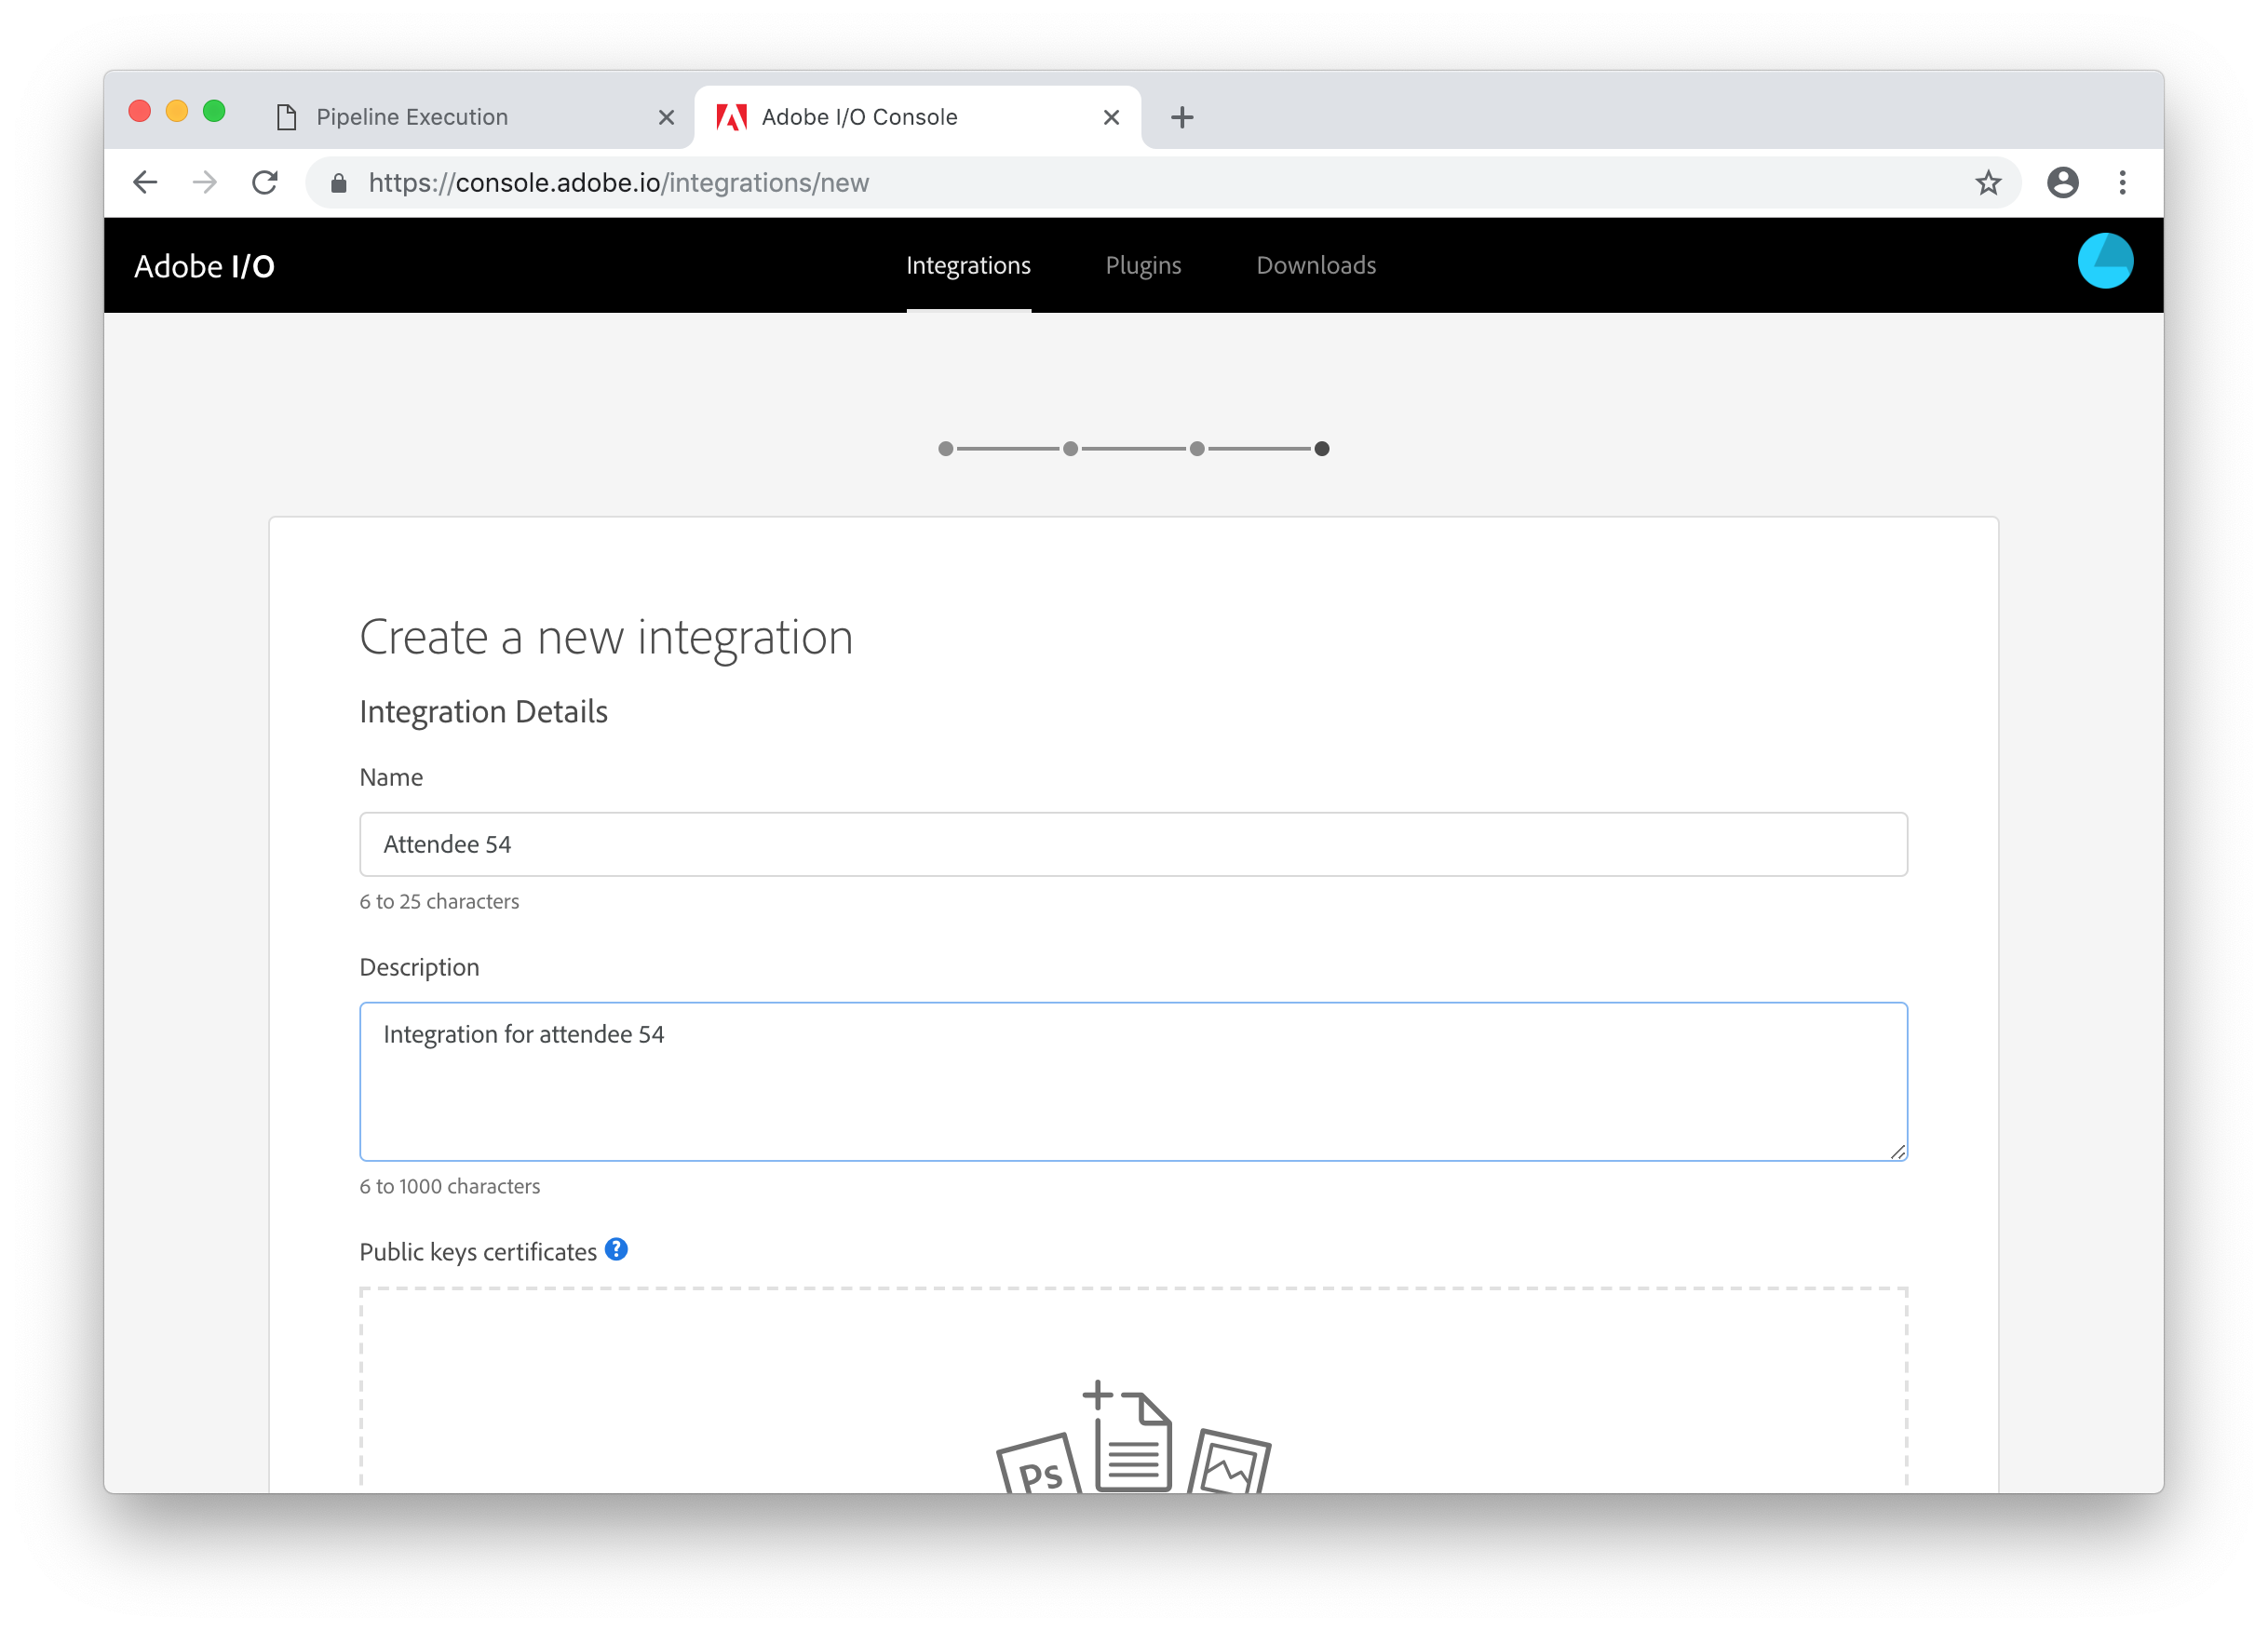 Pipeline Execution
Adobe I/O Console
https://console.adobe.io/integrations/new
Adobe I/O
Integrations
Plugins
Downloads
Create a new integration
Integration Details
Name
Attendee 54
6 to 25 characters
Description
Integration for attendee 54
6 to 1000 characters
Public keys certificates ?
Ps